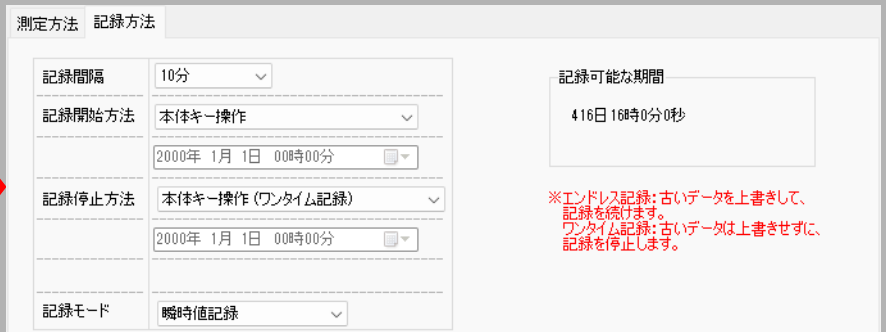 測定方法 記録方法
記録間隔 10分
記録可能な期間
416日 16時0分0秒
記録開始方法 本体キー操作
2000年 1月 1日 00時00分
記録停止方法 本体キー操作 (ワンタイム記録)
※エンドレス記録: 古いデータを上書きして、
記録を続けます。
ワンタイム記録: 古いデータは上書きせずに、
記録を停止します。
2000年 1月 1日 00時00分
記録モード 瞬時値記録